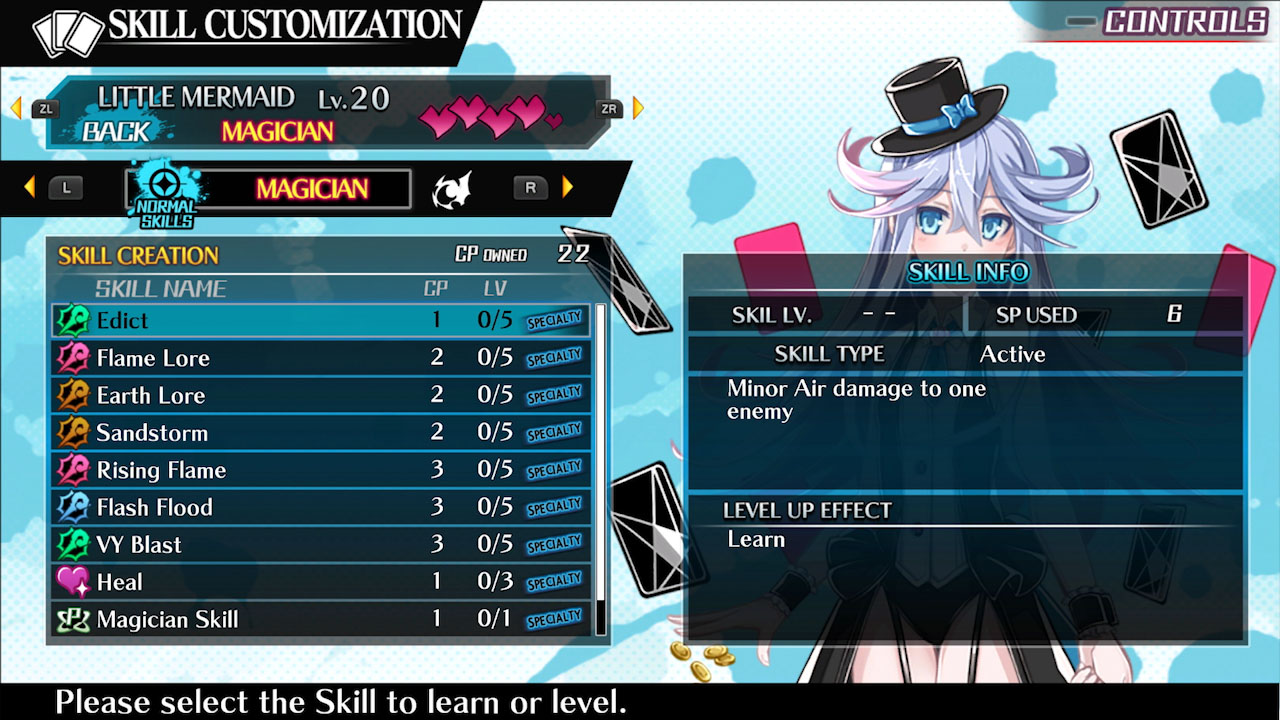 SKILL CUSTOMIZATION
CONTROLS
ZL LITTLE MERMAID Lv.20 ZR
BACK MAGICIAN
L MAGICIAN R
NORMAL
SKILLS
SKILL CREATION CP OWNED 22
SKILL NAME CP LV
Edict 1 0/5 SPECIALTY
Flame Lore 2 0/5 SPECIALTY
Earth Lore 2 0/5 SPECIALTY
Sandstorm 2 0/5 SPECIALTY
Rising Flame 3 0/5 SPECIALTY
Flash Flood 3 0/5 SPECIALTY
VY Blast 3 0/5 SPECIALTY
Heal 1 0/3 SPECIALTY
Magician Skill 1 0/1 SPECIALTY
SKILL INFO
SKIL LV. -- SP USED 6
SKILL TYPE Active
Minor Air damage to one
enemy
LEVEL UP EFFECT
Learn
Please select the Skill to learn or level.